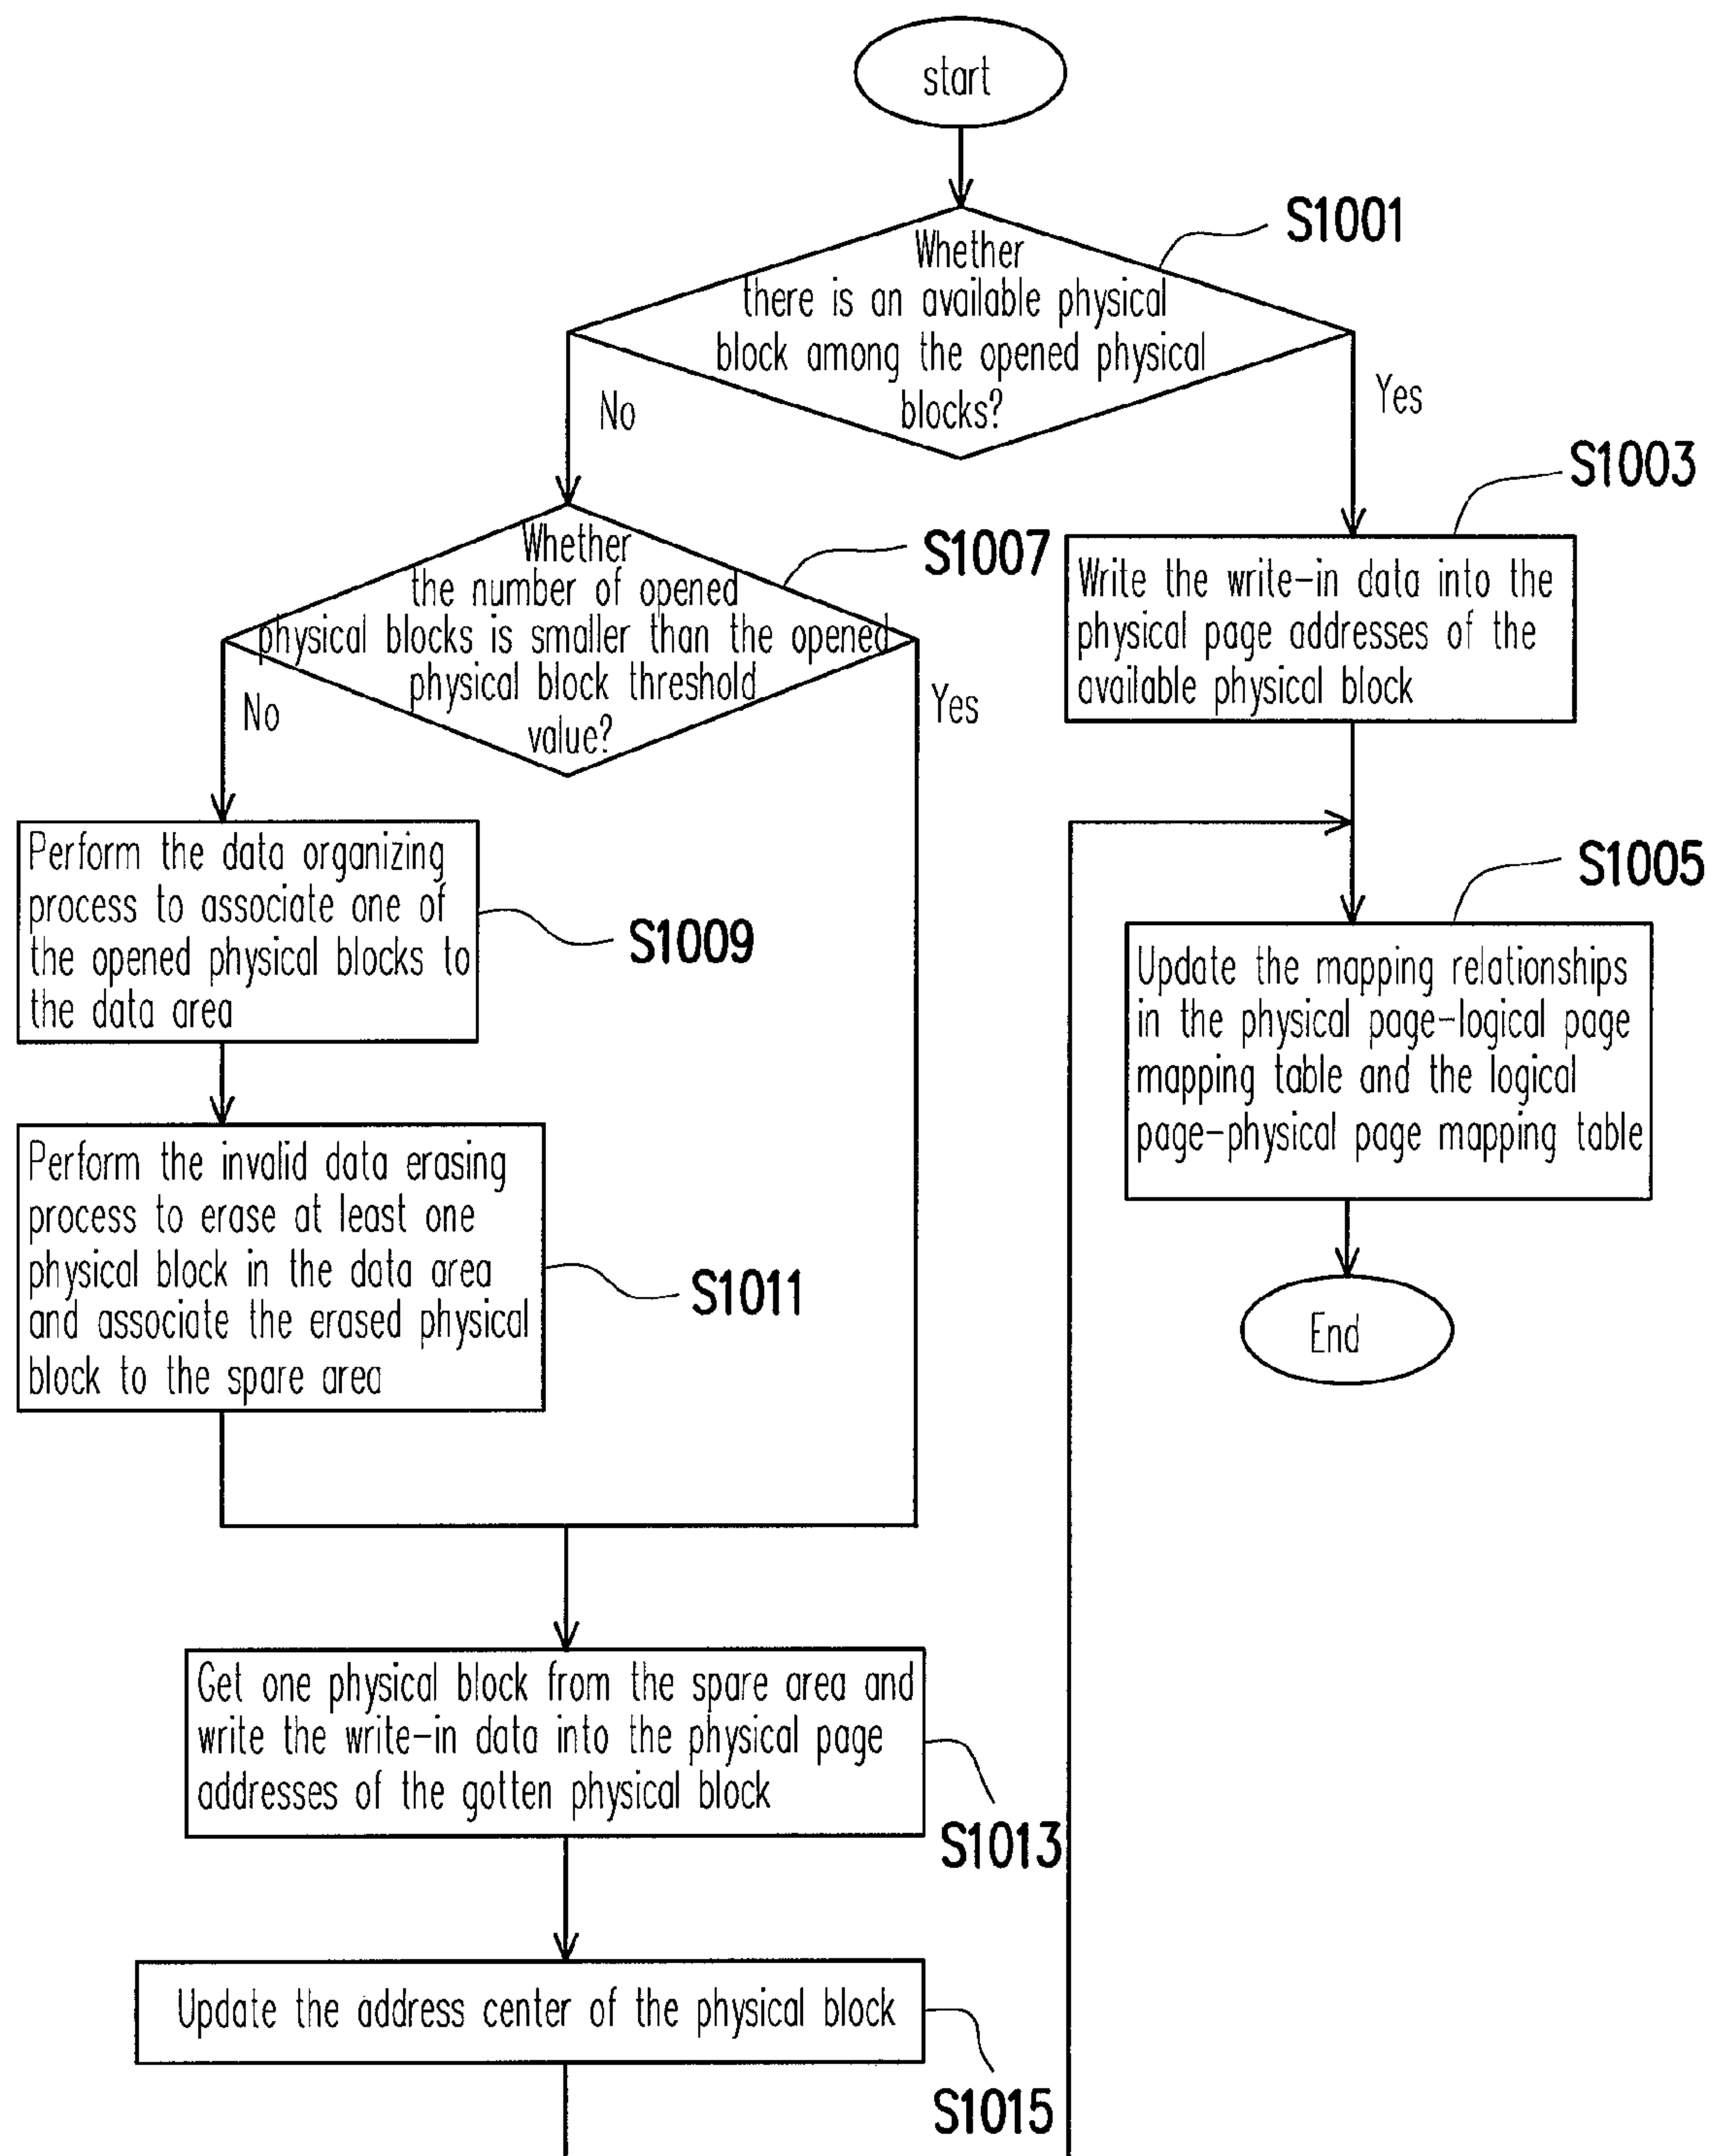 start
S1001
Whether
there is an available physical
block among the opened physical
blocks?
No
Yes
S1003
Write the write-in data into the
physical page addresses of the
available physical block
S1007
Whether
the number of opened
physical blocks is smaller than the opened
physical block threshold
value?
No
Yes
Perform the data organizing
process to associate one of
the opened physical blocks to
the data area
S1009
S1005
Update the mapping relationships
in the physical page-logical page
mapping table and the logical
page-physical page mapping table
Perform the invalid data erasing
process to erase at least one
physical block in the data area
and associate the erased physical
block to the spare area
S1011
End
Get one physical block from the spare area and
write the write-in data into the physical page
addresses of the gotten physical block
S1013
Update the address center of the physical block
S1015